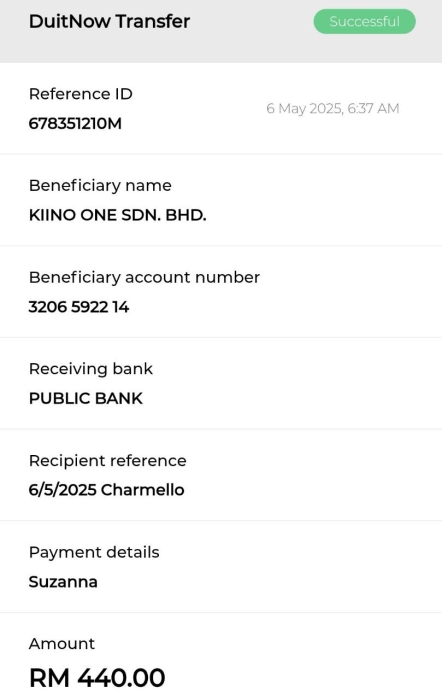 DuitNow Transfer
Successful
Reference ID
6 May 2025, 6:37 AM
678351210M
Beneficiary name
KIINO ONE SDN. BHD.
Beneficiary account number
3206 5922 14
Receiving bank
PUBLIC BANK
Recipient reference
6/5/2025 Charmello
Payment details
Suzanna
Amount
RM 440.00